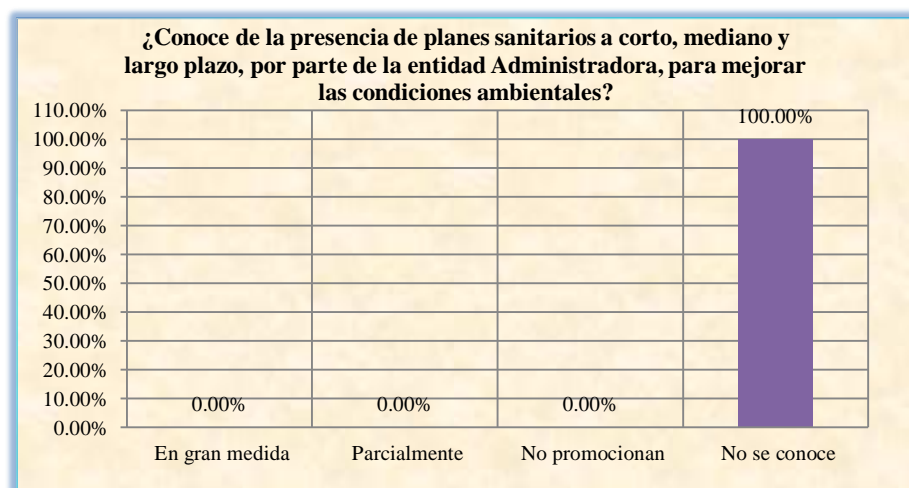 ¿Conoce de la presencia de planes sanitarios a corto, mediano y
largo plazo, por parte de la entidad Administradora, para mejorar
las condiciones ambientales?
110.00%
100.00%
100.00%
90.00%
80.00%
70.00%
60.00%
50.00%
40.00%
30.00%
20.00%
10.00%
0.00% 0.00% 0.00%
0.00%
En gran medida Parcialmente No promocionan No se conoce